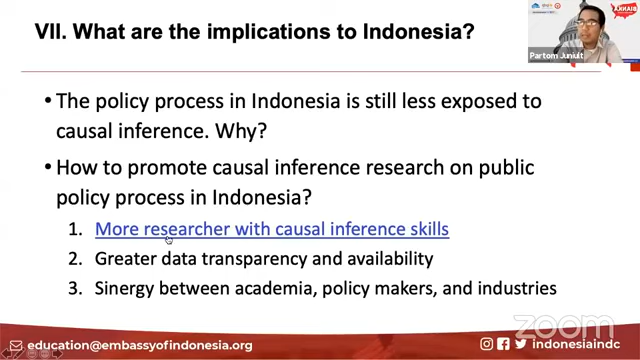 VII. What are the implications to Indonesia?
Partom Juniult
• The policy process in Indonesia is still less exposed to
causal inference. Why?
• How to promote causal inference research on public
policy process in Indonesia?
1. More researcher with causal inference skills
2. Greater data transparency and availability
3. Sinergy between academia, policy makers, and industries
zoom
education@embassyofindonesia.org
indonesiaindc